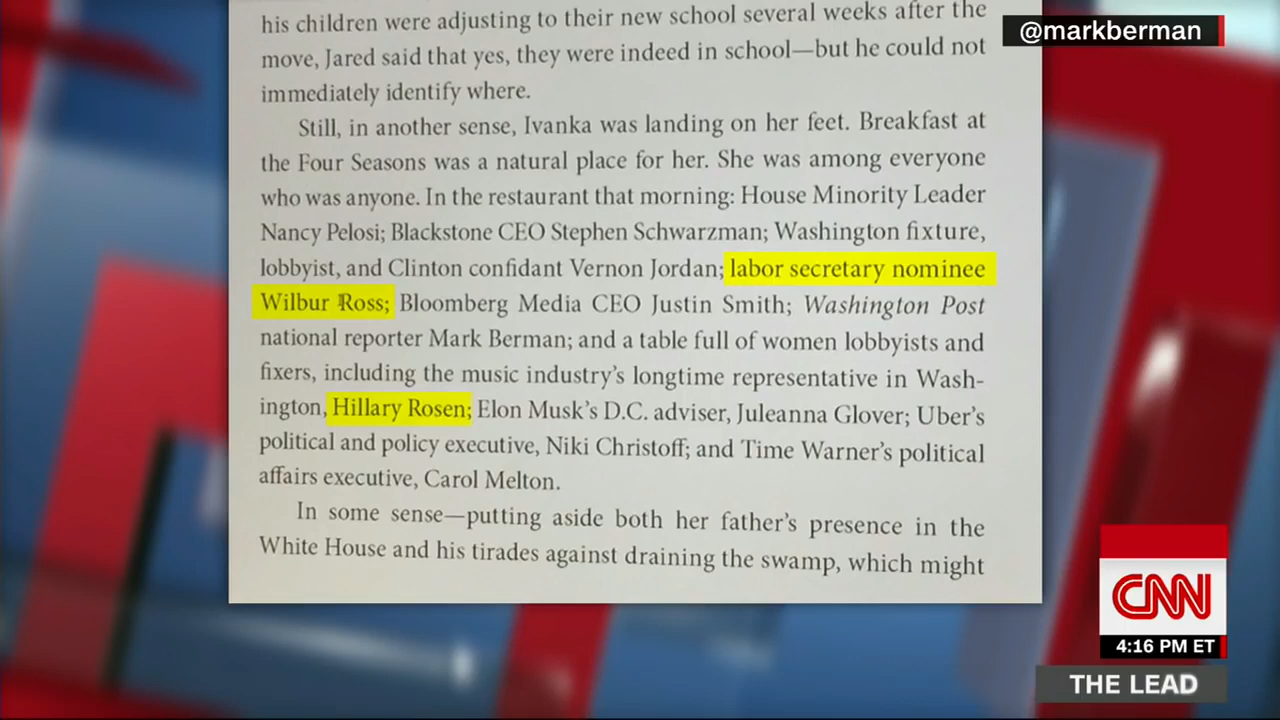 his children were adjusting to their new school several weeks after the
@markberman
move, Jared said that yes, they were indeed in school—but he could not
immediately identify where.
Still, in another sense, Ivanka was landing on her feet. Breakfast at
the Four Seasons was a natural place for her. She was among everyone
who was anyone. In the restaurant that morning: House Minority Leader
Nancy Pelosi; Blackstone CEO Stephen Schwarzman; Washington fixture,
lobbyist, and Clinton confidant Vernon Jordan; labor secretary nominee
Wilbur Ross; Bloomberg Media CEO Justin Smith; Washington Post
national reporter Mark Berman; and a table full of women lobbyists and
fixers, including the music industry's longtime representative in Wash-
ington, Hillary Rosen; Elon Musk's D.C. adviser, Juleanna Glover; Uber's
political and policy executive, Niki Christoff; and Time Warner's political
affairs executive, Carol Melton.
In some sense—putting aside both her father's presence in the
White House and his tirades against draining the swamp, which might
CNN
4:16 PM ET
THE LEAD